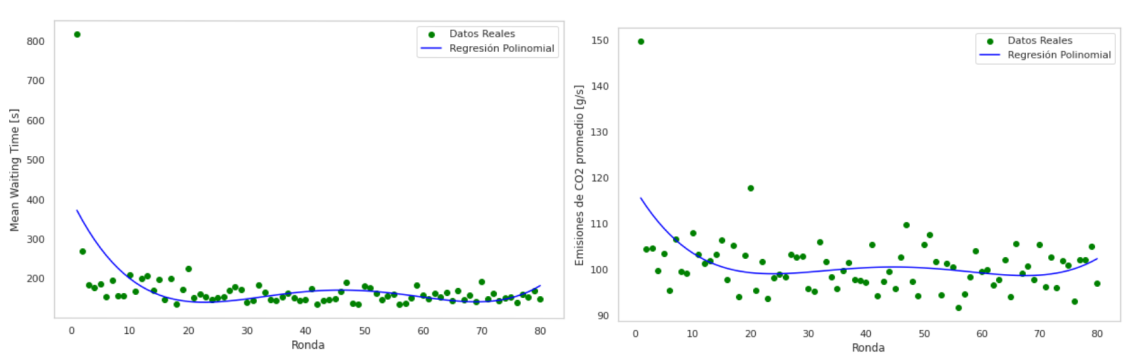 Datos Reales
Regresión Polinomial
Mean Waiting Time [s]
800
700
600
500
400
300
200
0 10 20 30 40 50 60 70 80
Ronda
Datos Reales
Regresión Polinomial
Emisiones de CO2 promedio [g/s]
150
140
130
120
110
100
90
0 10 20 30 40 50 60 70 80
Ronda